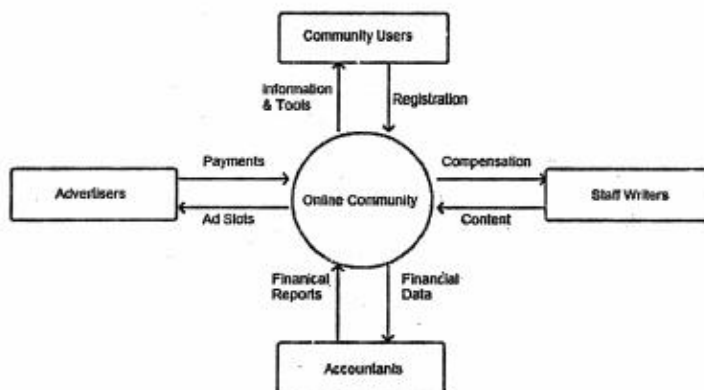 Community Users
Information
& Tools
Registration
Payments
Compensation
Advertisers
Online Community
Staff Writers
Ad Slots
Content
Finanical
Reports
Financial
Data
Accountants